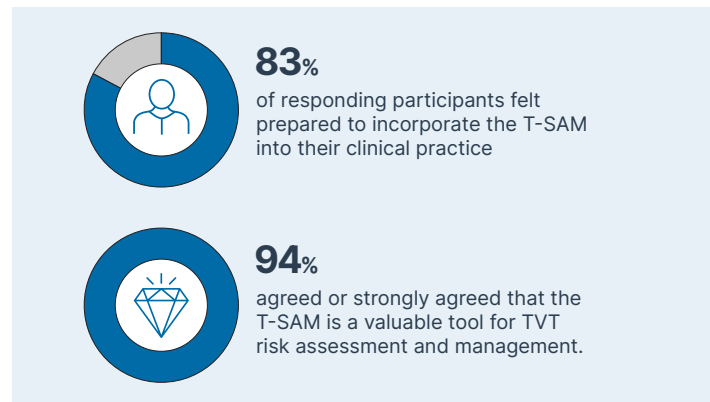 83%
of responding participants felt
prepared to incorporate the T-SAM
into their clinical practice
94%
agreed or strongly agreed that the
T-SAM is a valuable tool for TVT
risk assessment and management.